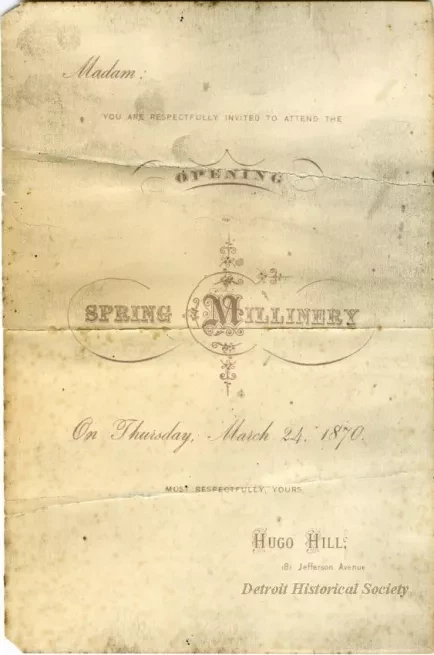 Madam:
YOU ARE RESPECTFULLY INVITED TO ATTEND THE
OPENING
OF
SPRING MILLINERY
On Thursday, March 24, 1870.
MOST RESPECTFULLY, YOURS,
HUGO HILL,
Jefferson Avenue
Detroit Historical Society